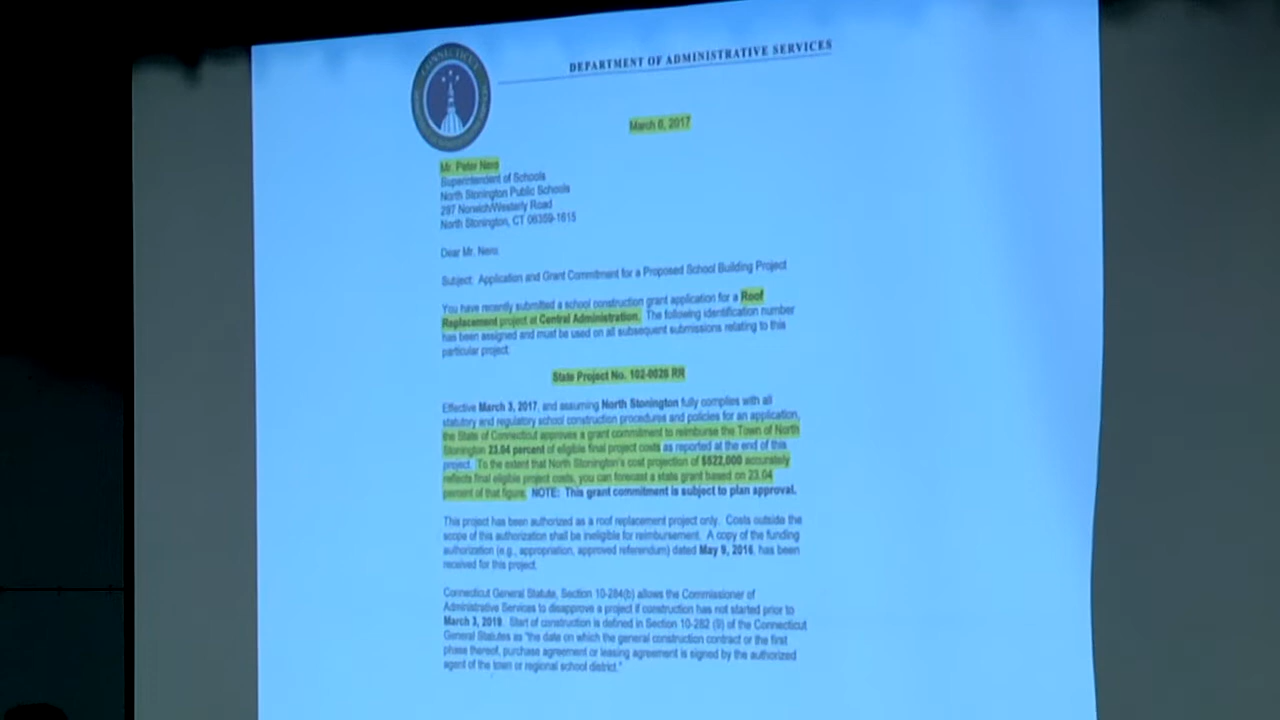 CONNECTICUT
DEPARTMENT OF ADMINISTRATIVE SERVICES
March 6, 2017
Mr. Peter Nero
Superintendent of Schools
North Stonington Public Schools
297 Norwich/Westerly Road
North Stonington, CT 06359-1615
Dear Mr. Nero:
Subject: Application and Grant Commitment for a Proposed School Building Project
You have recently submitted a school construction grant application for a Roof
Replacement project at Central Administration. The following identification number
has been assigned and must be used on all subsequent submissions relating to this
particular project:
State Project No. 102-0026 RR
Effective March 3, 2017, and assuming North Stonington fully complies with all
statutory and regulatory school construction procedures and policies for an application,
the State of Connecticut approves a grant commitment to reimburse the Town of North
Stonington 23.04 percent of eligible final project costs as reported at the end of this
project. To the extent that North Stonington's cost projection of $522,000 accurately
reflects final eligible project costs, you can forecast a state grant based on 23.04
percent of that figure. NOTE: This grant commitment is subject to plan approval.
This project has been authorized as a roof replacement project only. Costs outside the
scope of this authorization shall be ineligible for reimbursement. A copy of the funding
authorization (e.g., appropriation, approved referendum) dated May 9, 2016, has been
received for this project.
Connecticut General Statute, Section 10-284(b) allows the Commissioner of
Administrative Services to disapprove a project if construction has not started prior to
March 3, 2019. Start of construction is defined in Section 10-282 (9) of the Connecticut
General Statutes as "the date on which the general construction contract or the first
phase thereof, purchase agreement or leasing agreement is signed by the authorized
agent of the town or regional school district."